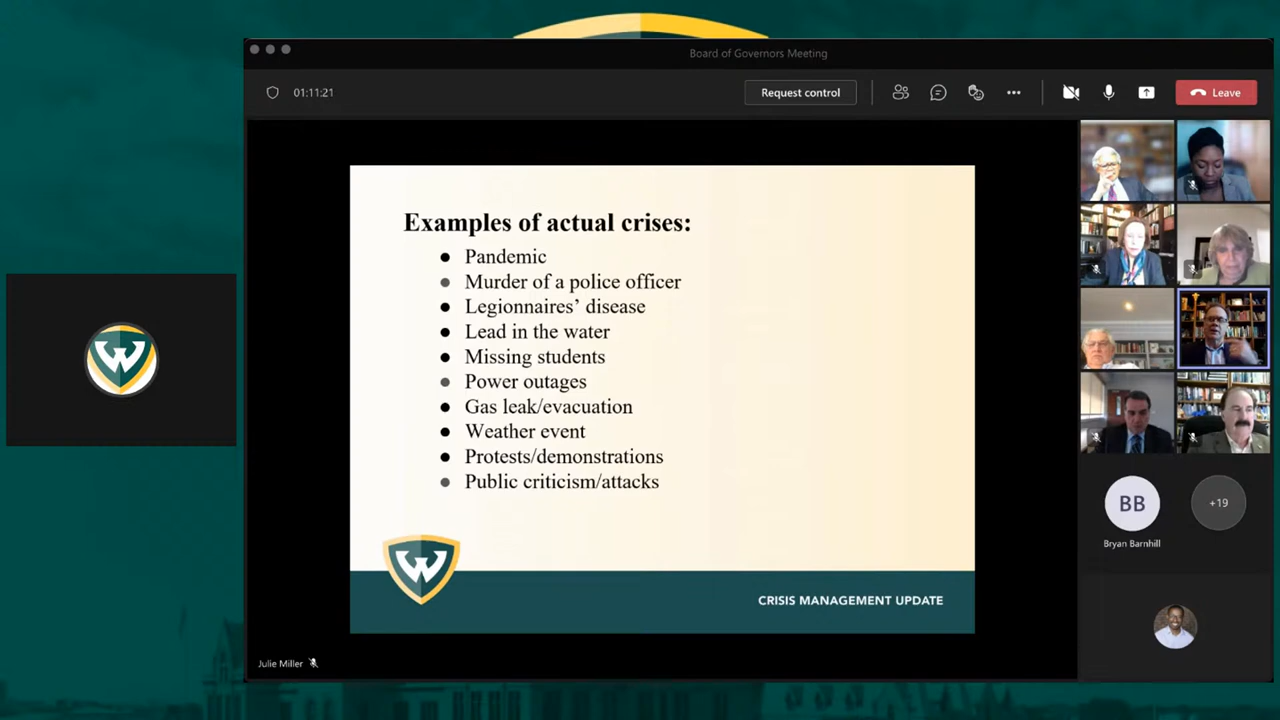 Board of Governors Meeting
01:11:21
Request control
Leave
Examples of actual crises:
● Pandemic
● Murder of a police officer
● Legionnaires’ disease
● Lead in the water
● Missing students
● Power outages
● Gas leak/evacuation
● Weather event
● Protests/demonstrations
● Public criticism/attacks
W
W
CRISIS MANAGEMENT UPDATE
BB
+19
Bryan Barnhill
Julie Miller